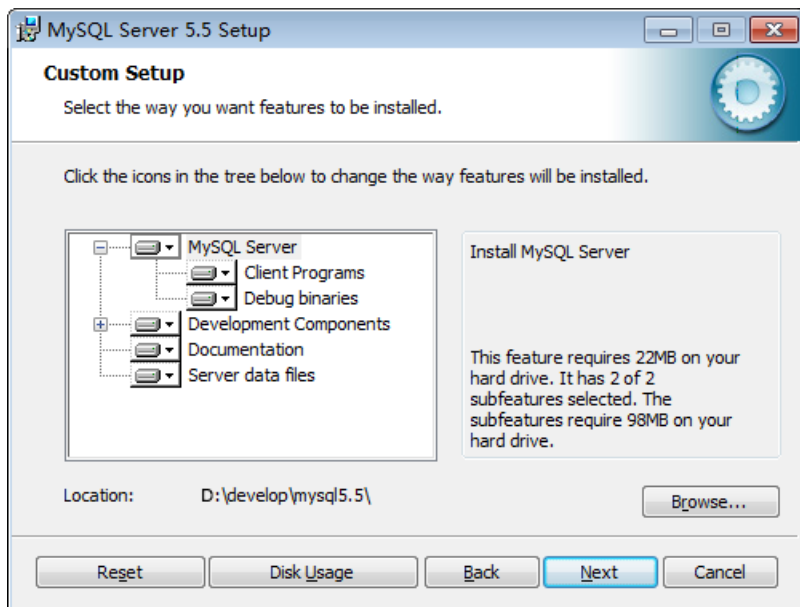 MySQL Server 5.5 Setup
Custom Setup
Select the way you want features to be installed.
Click the icons in the tree below to change the way features will be installed.
MySQL Server
Client Programs
Debug binaries
Development Components
Documentation
Server data files
Install MySQL Server
This feature requires 22MB on your
hard drive. It has 2 of 2
subfeatures selected. The
subfeatures require 98MB on your
hard drive.
Location: D:\develop\mysql5.5\
Browse...
Reset Disk Usage Back Next Cancel